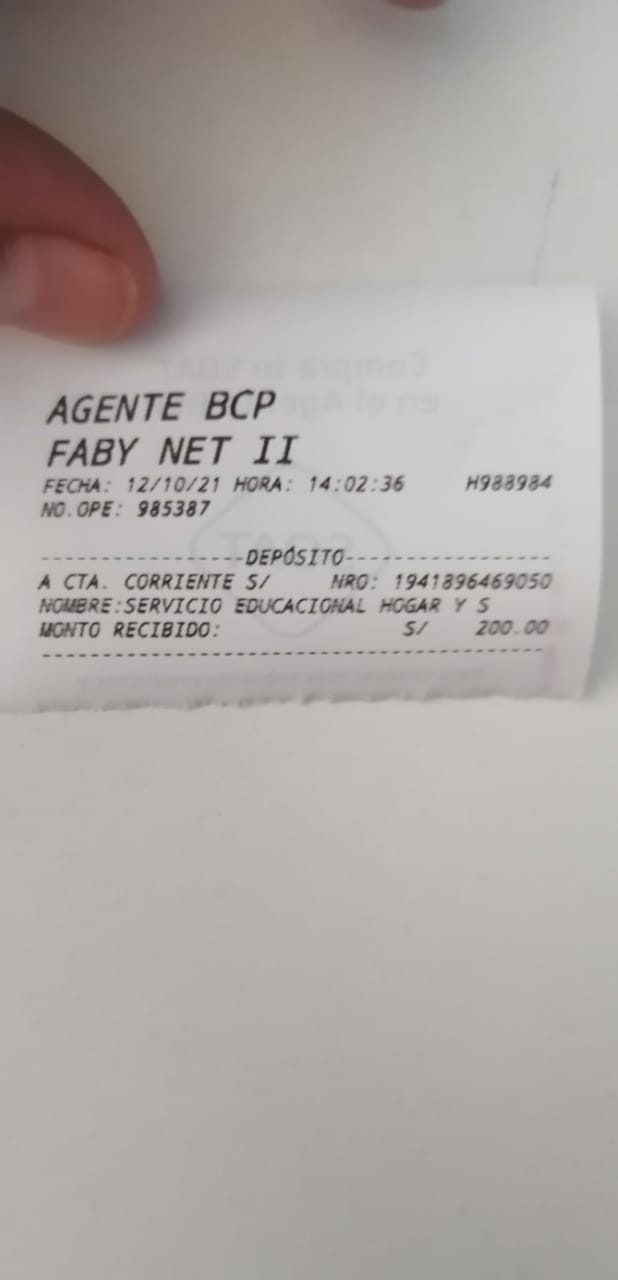 AGENTE BCP
FABY NET II
FECHA: 12/10/21 HORA: 14:02:36 H988984
NO.OPE: 985387
-----------------DEPÓSITO-----------------
A CTA. CORRIENTE S/ NRO: 1941896469050
NOMBRE:SERVICIO EDUCACIONAL HOGAR Y S
MONTO RECIBIDO: S/ 200.00
------------------------------------------